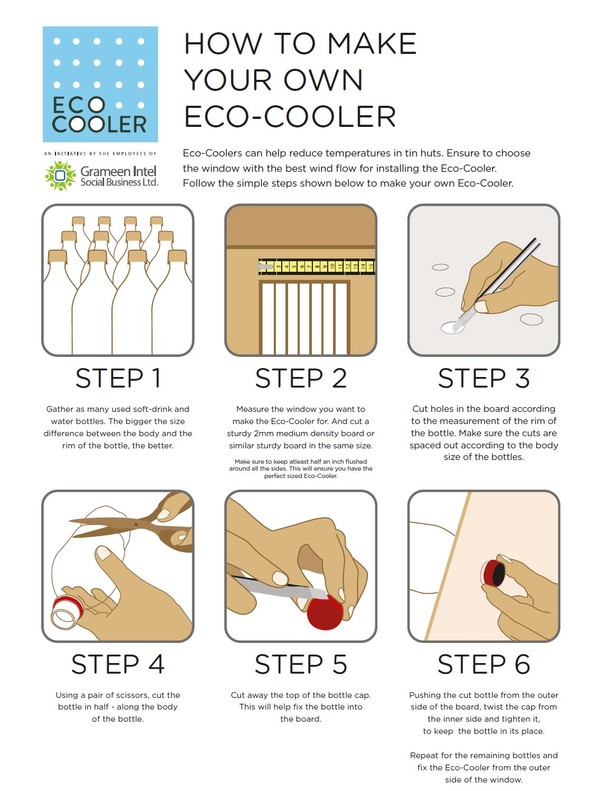 ECO
COOLER
AN INITIATIVE BY THE EMPLOYEES OF
Grameen Intel
Social Business Ltd.
HOW TO MAKE
YOUR OWN
ECO-COOLER
Eco-Coolers can help reduce temperatures in tin huts. Ensure to choose
the window with the best wind flow for installing the Eco-Cooler.
Follow the simple steps shown below to make your own Eco-Cooler.
STEP 1
Gather as many used soft-drink and
water bottles. The bigger the size
difference between the body and the
rim of the bottle, the better.
STEP 2
Measure the window you want to
make the Eco-Cooler for. And cut a
sturdy 2mm medium density board or
similar sturdy board in the same size.
Make sure to keep atleast half an inch flushed
around all the sides. This will ensure you have the
perfect sized Eco-Cooler.
STEP 3
Cut holes in the board according
to the measurement of the rim of
the bottle. Make sure the cuts are
spaced out according to the body
size of the bottles.
STEP 4
Using a pair of scissors, cut the
bottle in half - along the body
of the bottle.
STEP 5
Cut away the top of the bottle cap.
This will help fix the bottle into
the board.
STEP 6
Pushing the cut bottle from the outer
side of the board, twist the cap from
the inner side and tighten it,
to keep the bottle in its place.
Repeat for the remaining bottles and
fix the Eco-Cooler from the outer
side of the window.